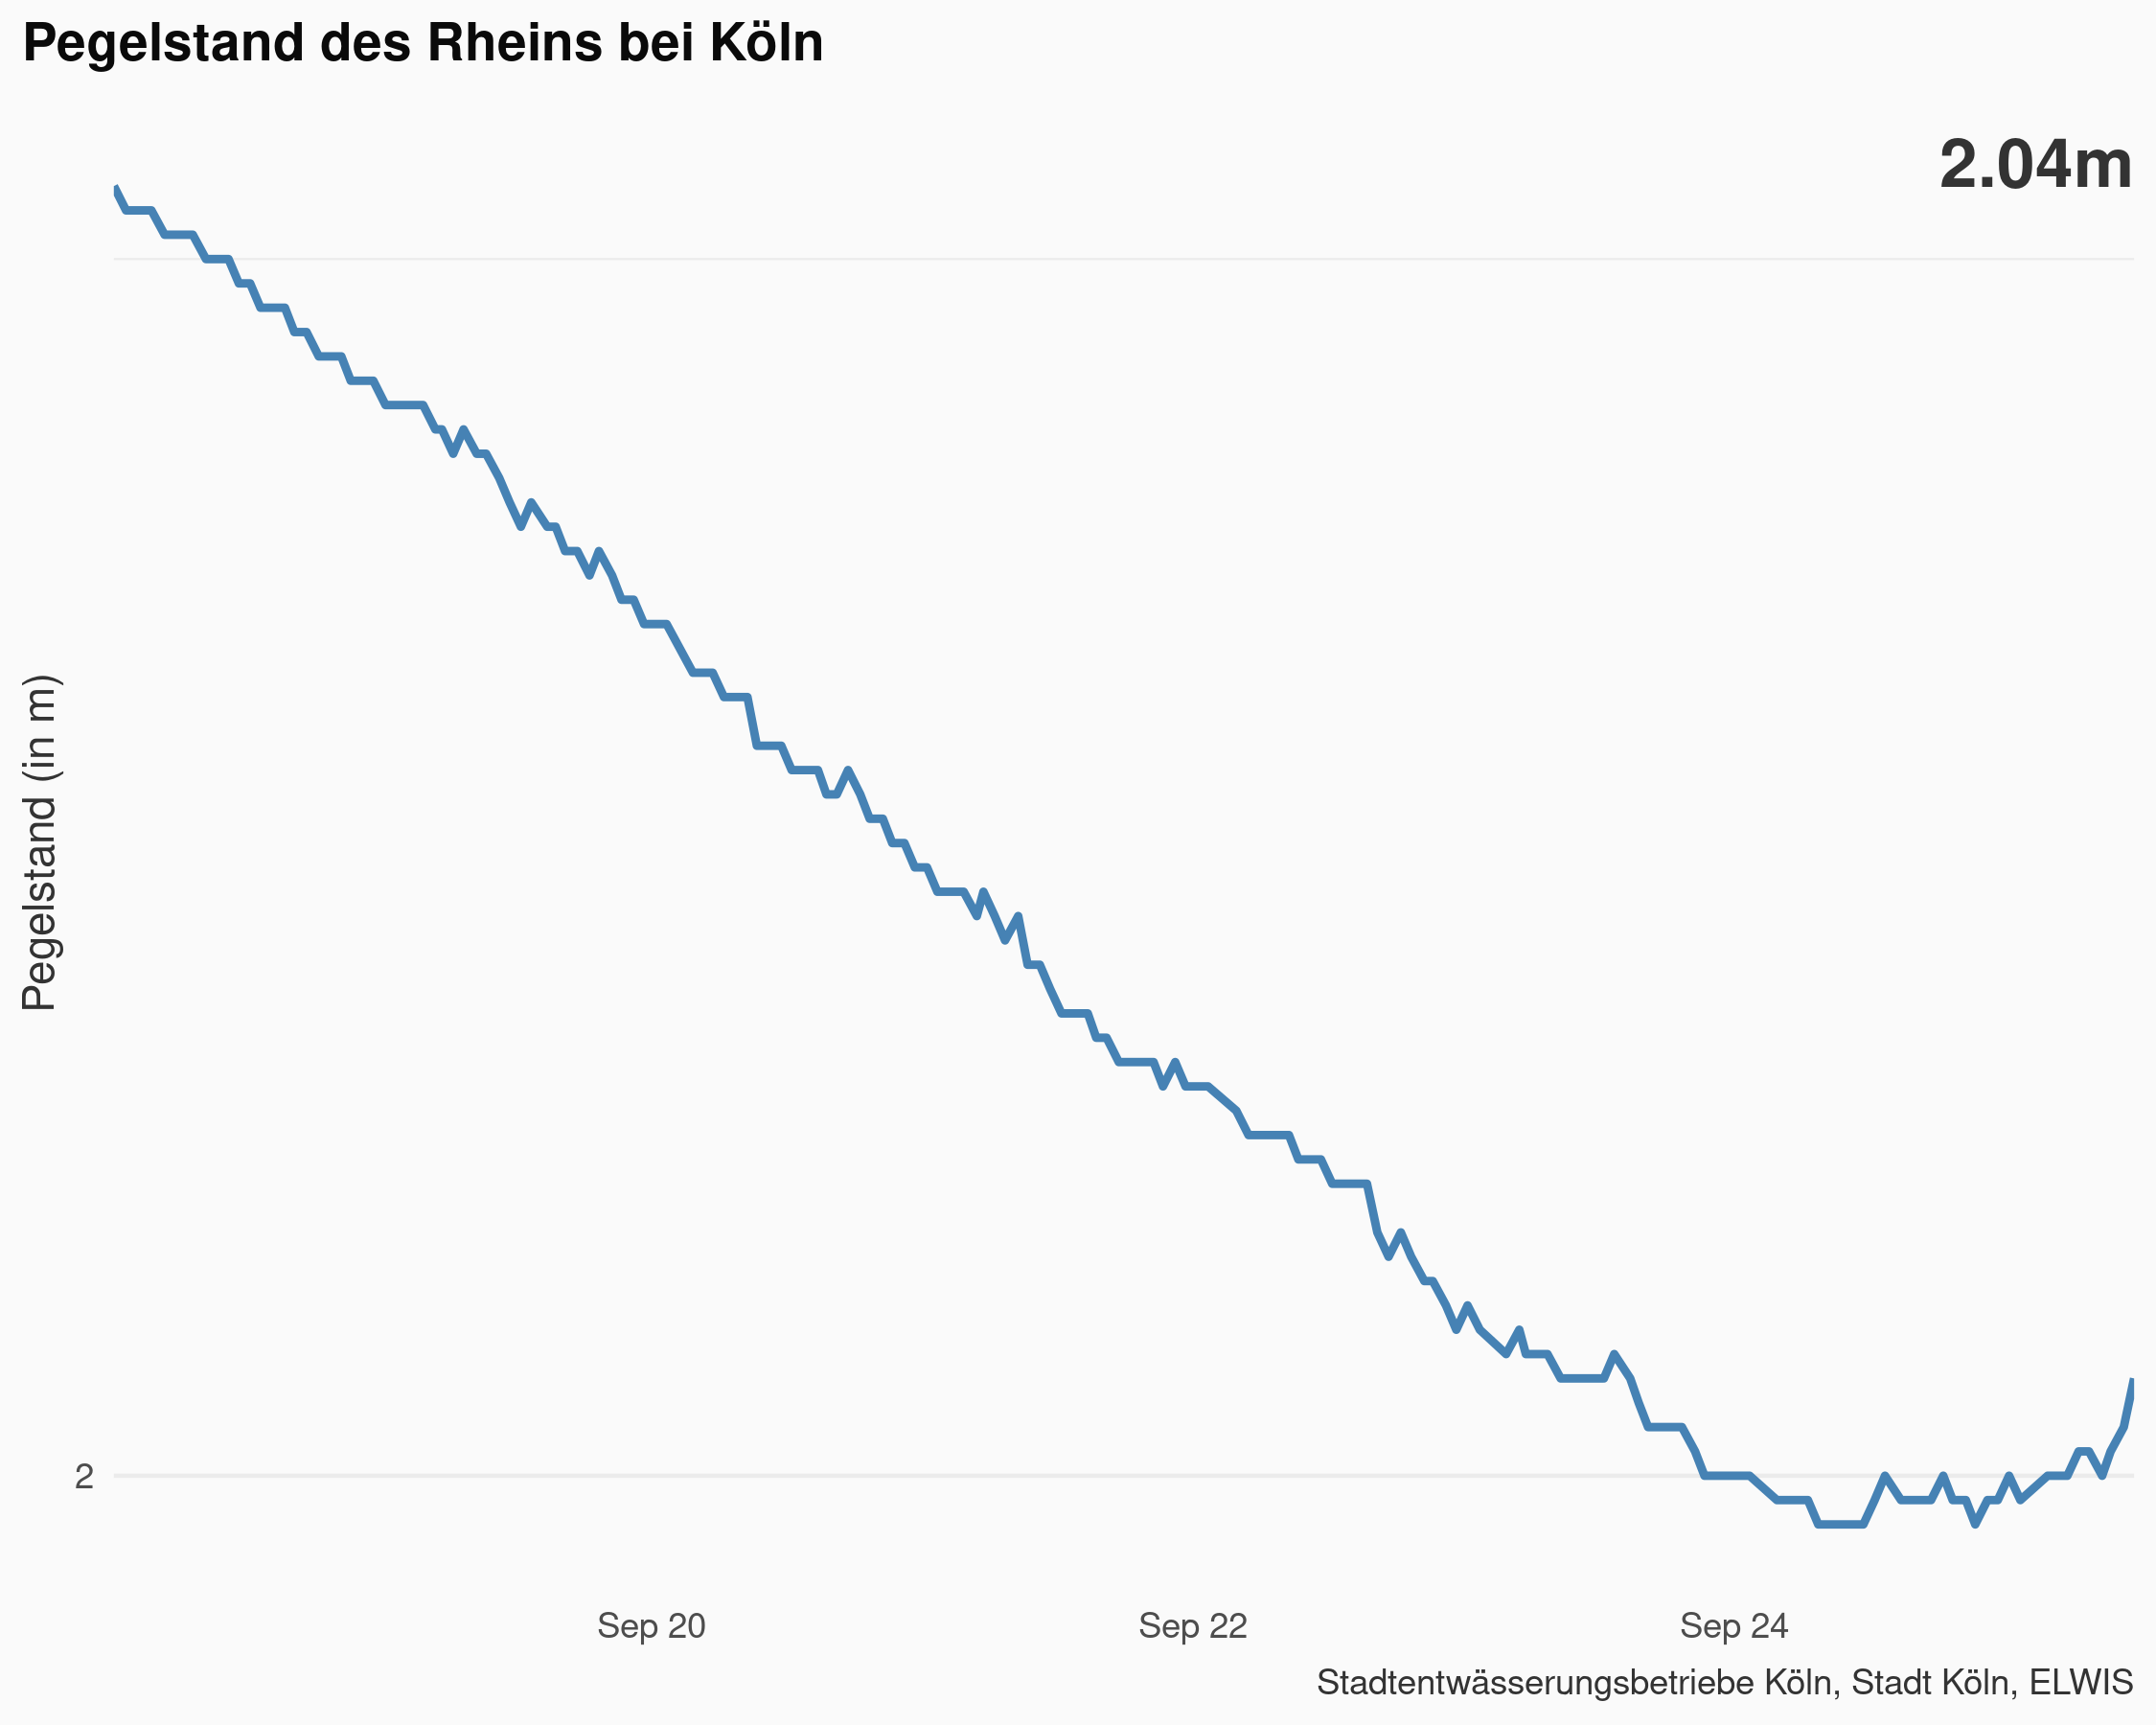 Pegelstand des Rheins bei Köln
2.04m
Pegelstand (in m)
2
Sep 20
Sep 22
Sep 24
Stadtentwässerungsbetriebe Köln, Stadt Köln, ELWIS